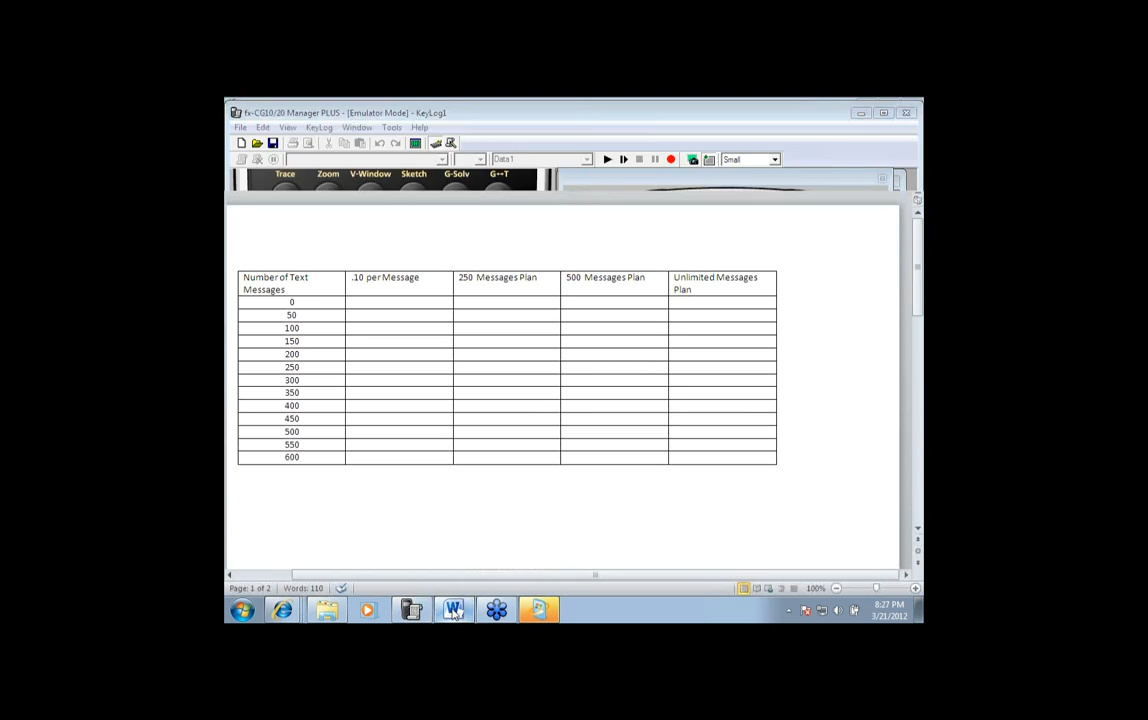 fx-CG10/20 Manager PLUS - [Emulator Mode] - KeyLog1
File Edit View KeyLog Window Tools Help
Data1 Small
Trace Zoom V-Window Sketch G-Solv G↔T
Number of Text Messages .10 per Message 250 Messages Plan 500 Messages Plan Unlimited Messages Plan
0
50
100
150
200
250
300
350
400
450
500
550
600
Page: 1 of 2 Words: 110 100%
8:27 PM
3/21/2012